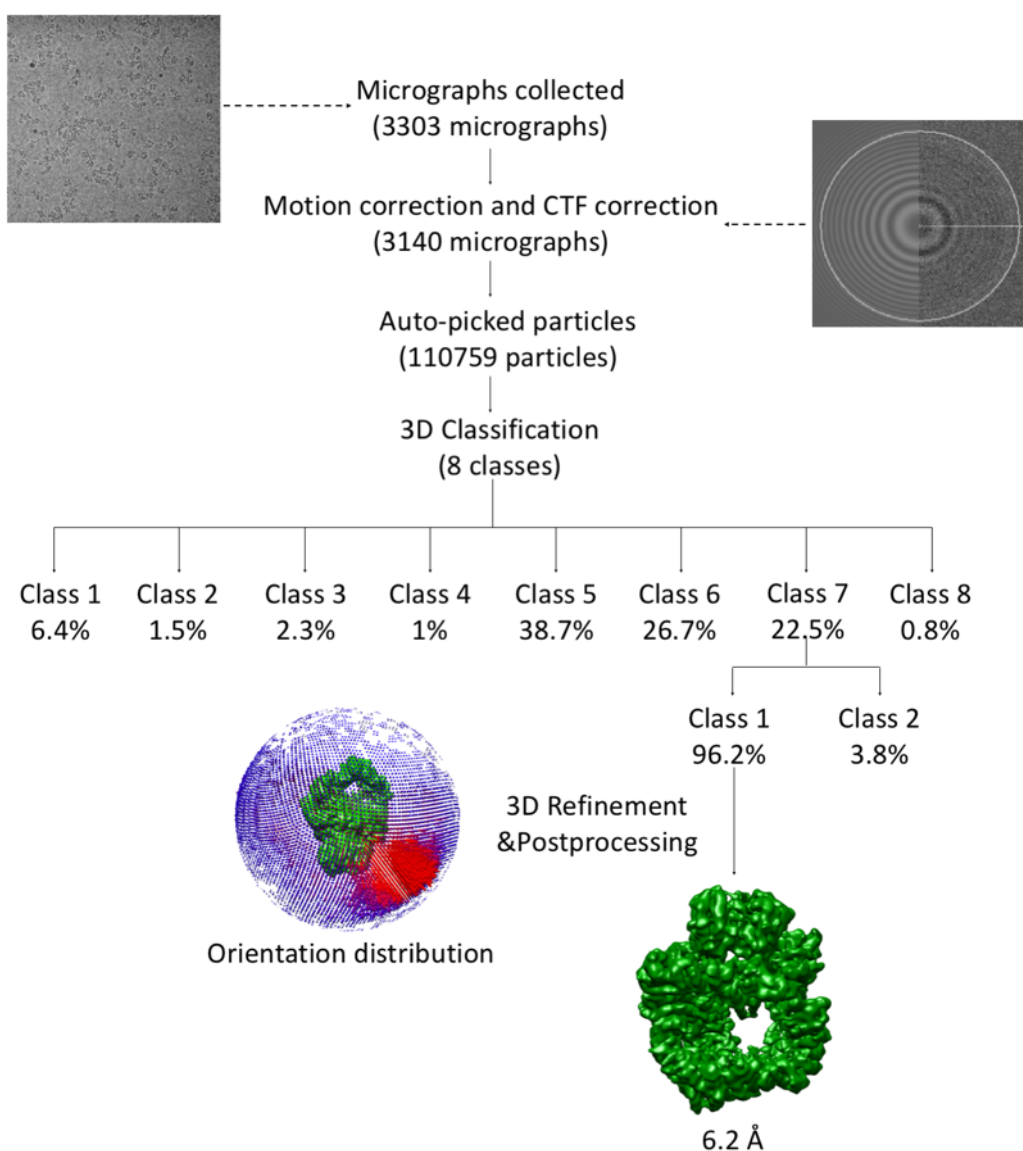 Micrographs collected
(3303 micrographs)
Motion correction and CTF correction
(3140 micrographs)
Auto-picked particles
(110759 particles)
3D Classification
(8 classes)
Class 1 Class 2 Class 3 Class 4 Class 5 Class 6 Class 7 Class 8
6.4% 1.5% 2.3% 1% 38.7% 26.7% 22.5% 0.8%
Class 1 Class 2
96.2% 3.8%
3D Refinement
&Postprocessing
Orientation distribution
6.2 Å